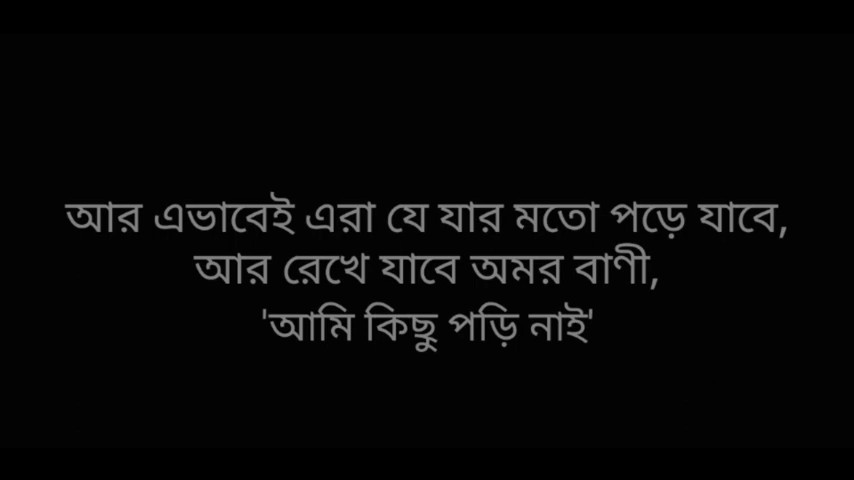 আর এভাবেই এরা যে যার মতো পড়ে যাবে,
আর রেখে যাবে অমর বাণী,
'আমি কিছু পড়ি নাই'